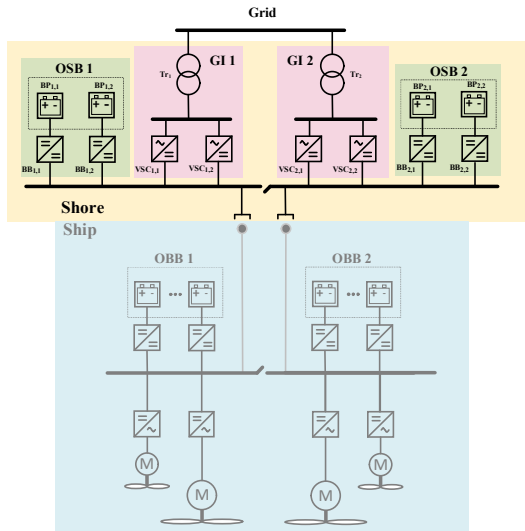 Grid
OSB 1
GI 1
GI 2
OSB 2
BP1,1
BP1,2
Tr1
Tr2
BP2,1
BP2,2
BB1,1
BB1,2
VSC1,1
VSC1,2
VSC2,1
VSC2,2
BB2,1
BB2,2
Shore
Ship
OBB 1
OBB 2
...
...
M
M
M
M